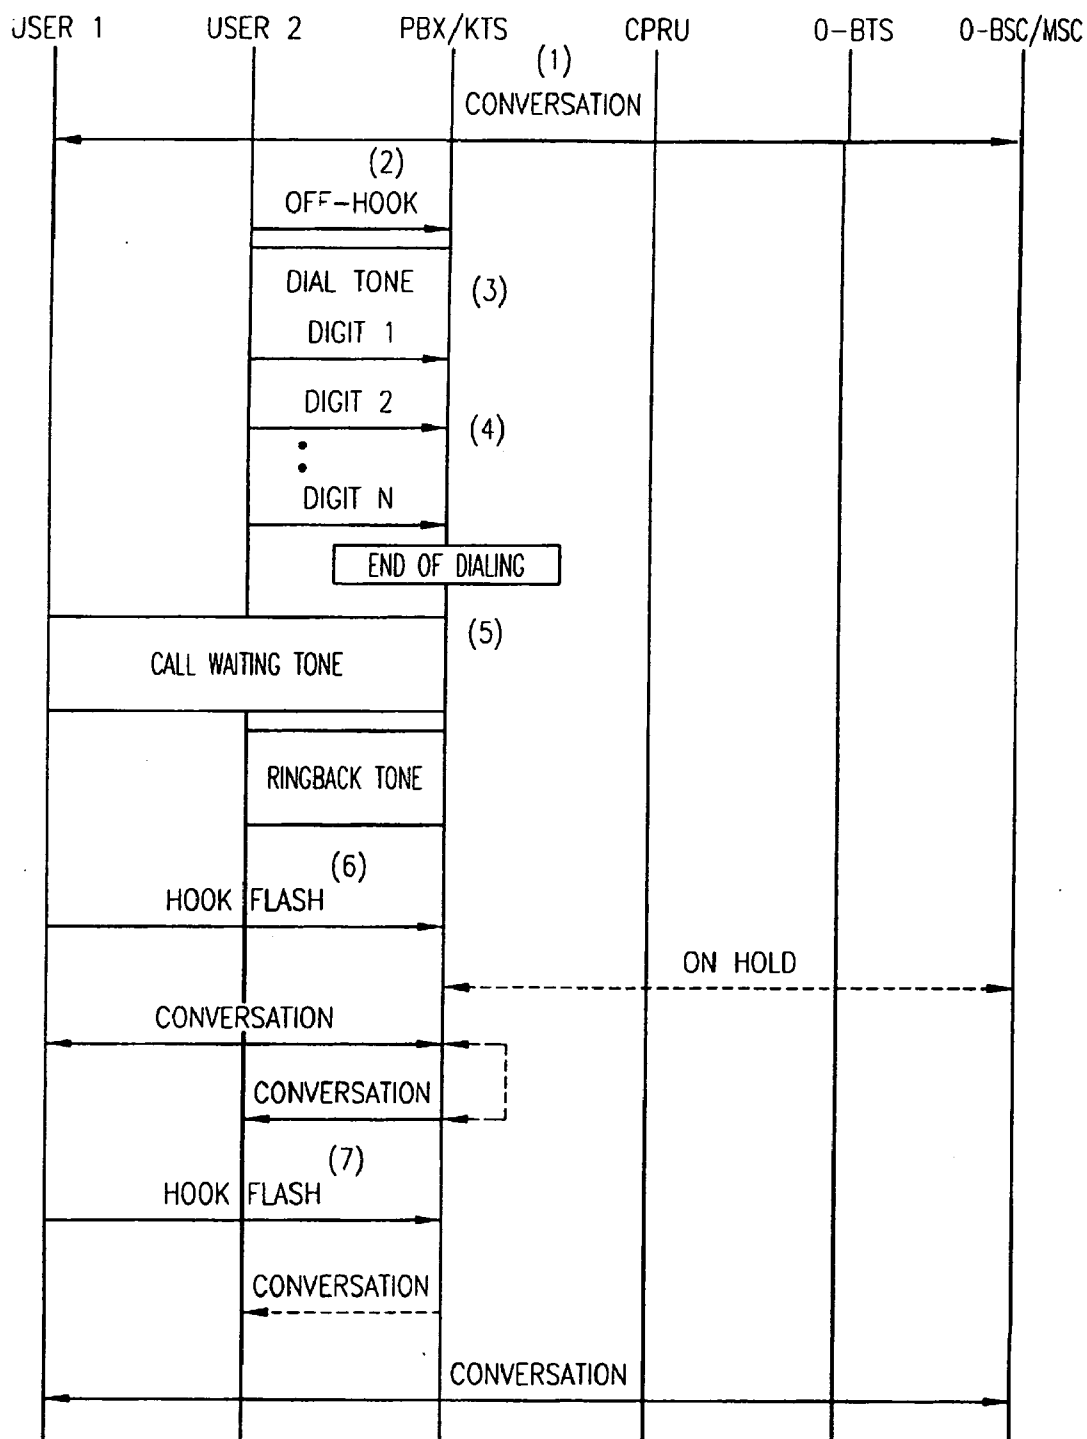 USER 1 USER 2 PBX/KTS CPRU O-BTS O-BSC/MSC
(1)
CONVERSATION
(2)
OFF-HOOK
DIAL TONE (3)
DIGIT 1
DIGIT 2
(4)
DIGIT N
END OF DIALING
(5)
CALL WAITING TONE
RINGBACK TONE
(6)
HOOK FLASH
ON HOLD
CONVERSATION
CONVERSATION
(7)
HOOK FLASH
CONVERSATION
CONVERSATION